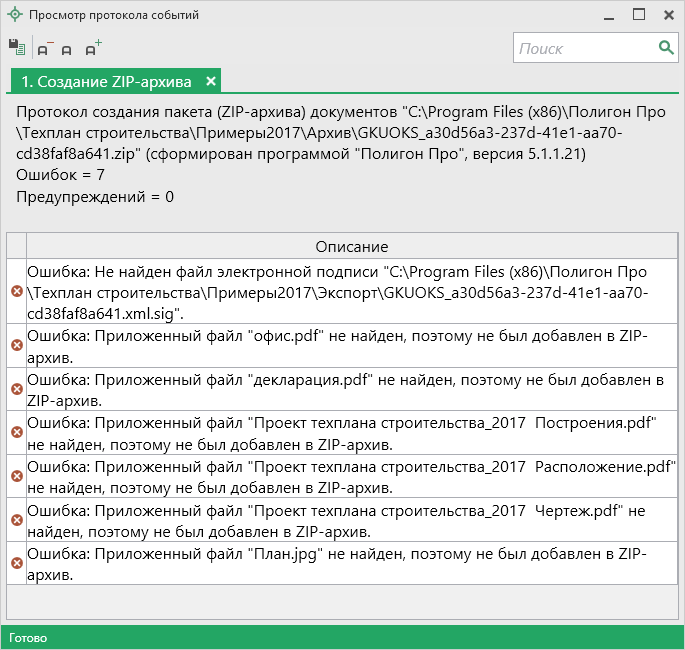 Просмотр протокола событий
Поиск
1. Создание ZIP-архива
Протокол создания пакета (ZIP-архива) документов "C:\Program Files (x86)\Полигон Про
\Техплан строительства\Примеры2017\Архив\GKUOKS_a30d56a3-237d-41e1-aa70-
cd38faf8a641.zip" (сформирован программой "Полигон Про", версия 5.1.1.21)
Ошибок = 7
Предупреждений = 0
Описание
Ошибка: Не найден файл электронной подписи "C:\Program Files (x86)\Полигон Про
\Техплан строительства\Примеры2017\Экспорт\GKUOKS_a30d56a3-237d-41e1-aa70-
cd38faf8a641.xml.sig".
Ошибка: Приложенный файл "офис.pdf" не найден, поэтому не был добавлен в ZIP-
архив.
Ошибка: Приложенный файл "декларация.pdf" не найден, поэтому не был добавлен в
ZIP-архив.
Ошибка: Приложенный файл "Проект техплана строительства_2017  Построения.pdf"
не найден, поэтому не был добавлен в ZIP-архив.
Ошибка: Приложенный файл "Проект техплана строительства_2017  Расположение.pdf"
не найден, поэтому не был добавлен в ZIP-архив.
Ошибка: Приложенный файл "Проект техплана строительства_2017  Чертеж.pdf" не
найден, поэтому не был добавлен в ZIP-архив.
Ошибка: Приложенный файл "План.jpg" не найден, поэтому не был добавлен в ZIP-
архив.
Готово